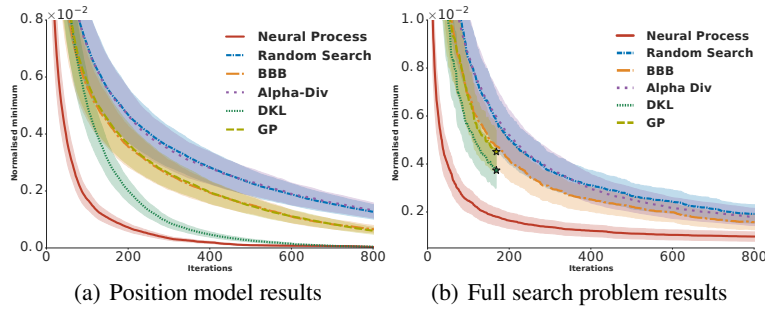 0.8 ×10⁻²
0.6
0.4
0.2
0.0
Normalised minimum
200 400 600 800
Iterations
Neural Process
Random Search
BBB
Alpha-Div
DKL
GP
(a) Position model results
1.0 ×10⁻²
0.8
0.6
0.4
0.2
Normalised minimum
0 200 400 600 800
Iterations
Neural Process
Random Search
BBB
Alpha Div
DKL
GP
(b) Full search problem results